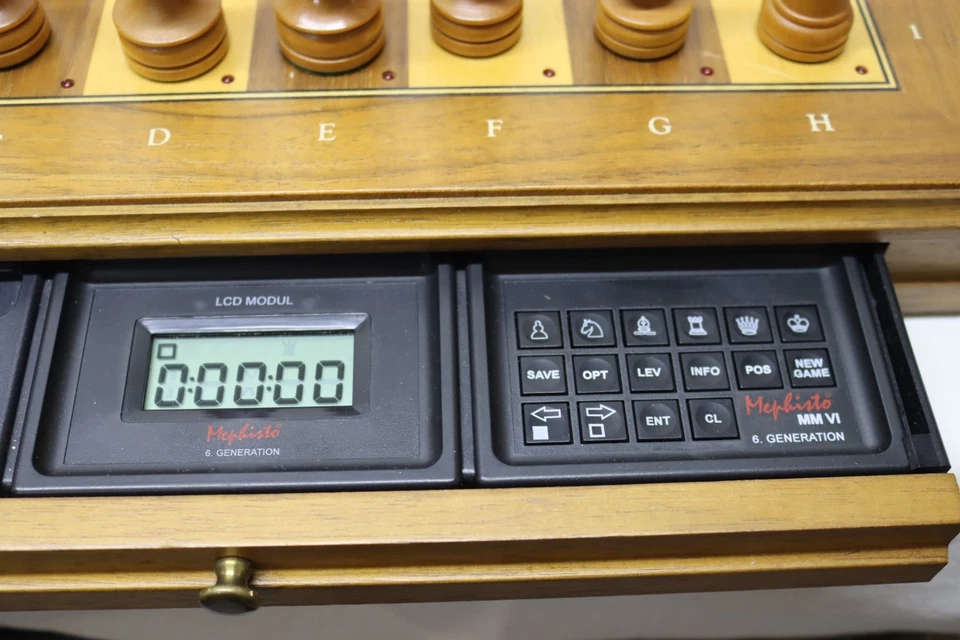 1
D E F G H
LCD MODUL
0:00:00
Mephisto
6. GENERATION
SAVE OPT LEV INFO POS NEW GAME
ENT CL
Mephisto
MM VI
6. GENERATION